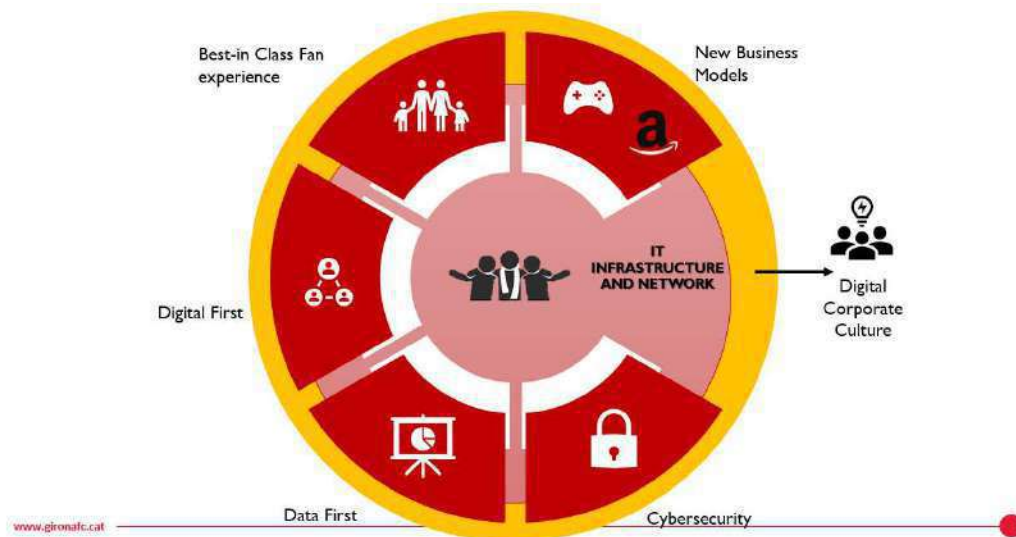 Best-in Class Fan
experience
New Business
Models
a
IT
INFRASTRUCTURE
AND NETWORK
Digital
Corporate
Culture
Digital First
Data First
Cybersecurity
www.gironafc.cat